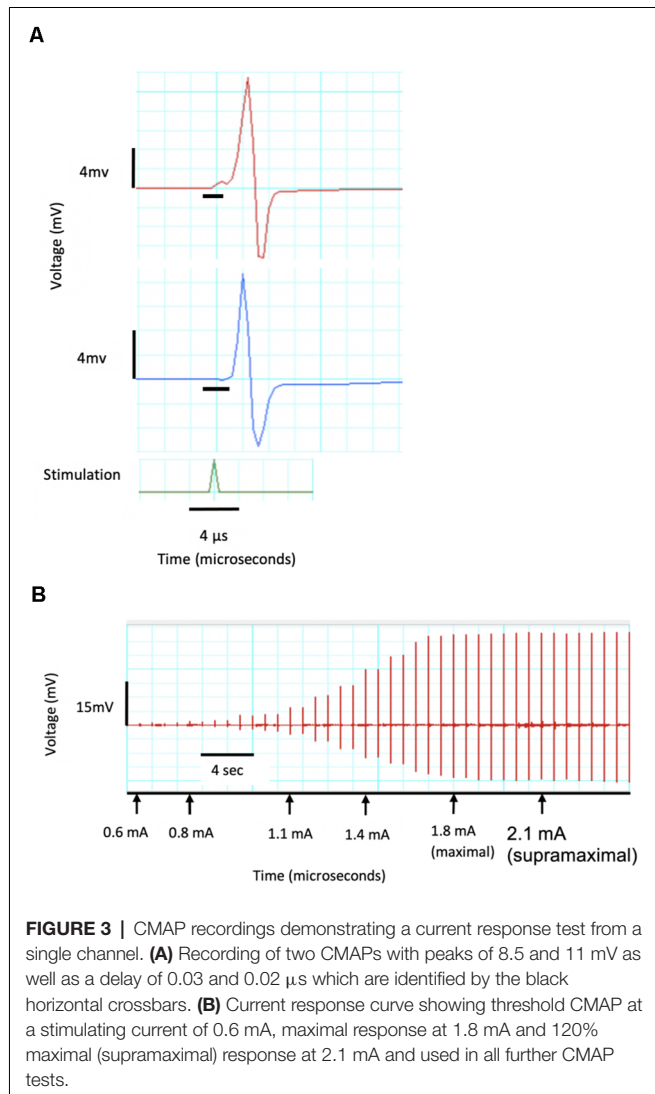 A
4mv
Voltage (mV)
4mv
Stimulation
4 μs
Time (microseconds)
B
Voltage (mV)
15mV
4 sec
0.6 mA 0.8 mA 1.1 mA 1.4 mA 1.8 mA (maximal) 2.1 mA (supramaximal)
Time (microseconds)
FIGURE 3 | CMAP recordings demonstrating a current response test from a
single channel. (A) Recording of two CMAPs with peaks of 8.5 and 11 mV as
well as a delay of 0.03 and 0.02 μs which are identified by the black
horizontal crossbars. (B) Current response curve showing threshold CMAP at
a stimulating current of 0.6 mA, maximal response at 1.8 mA and 120%
maximal (supramaximal) response at 2.1 mA and used in all further CMAP
tests.